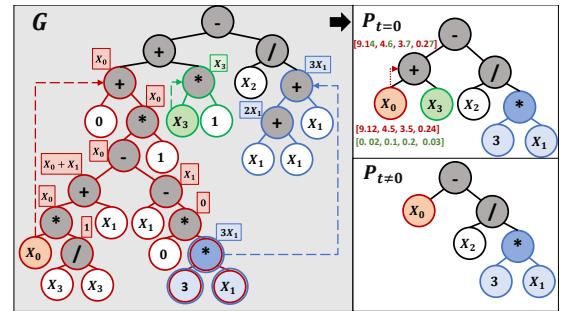 G
-
+ /
X₀ + * X₃ X₂ + 3X₁
0 X₀ * X₃ 1 2X₁ + X₁
X₀ - 1 X₁ X₁
X₀ + X₁ + - X₁
X₀ * 1 X₁ X₁ * 0
X₀ / 0 * 3X₁
X₃ X₃ 3 X₁
Pₜ₌₀
-
[9.14, 4.6, 3.7, 0.27]
+ /
X₀ X₃ X₂ *
[9.12, 4.5, 3.5, 0.24]
[0. 02, 0.1, 0.2, 0.03]
3 X₁
Pₜ≠₀
-
X₀ /
X₂ *
3 X₁